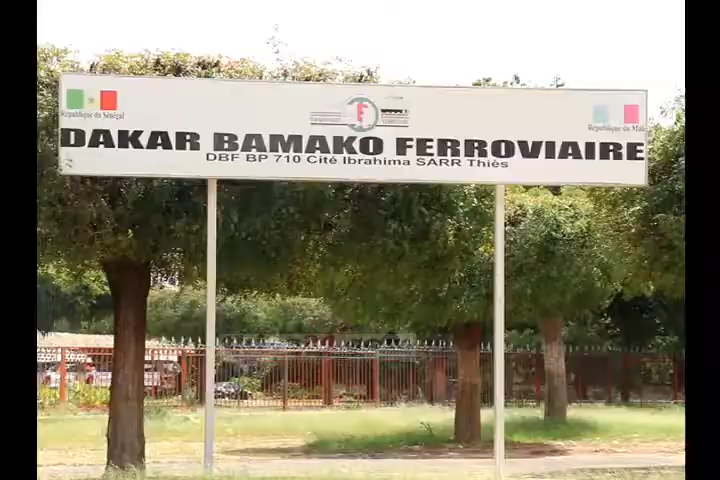 République du Sénégal
République du Mali
DAKAR BAMAKO FERROVIAIRE
DBF BP 710 Cité Ibrahima SARR Thiès